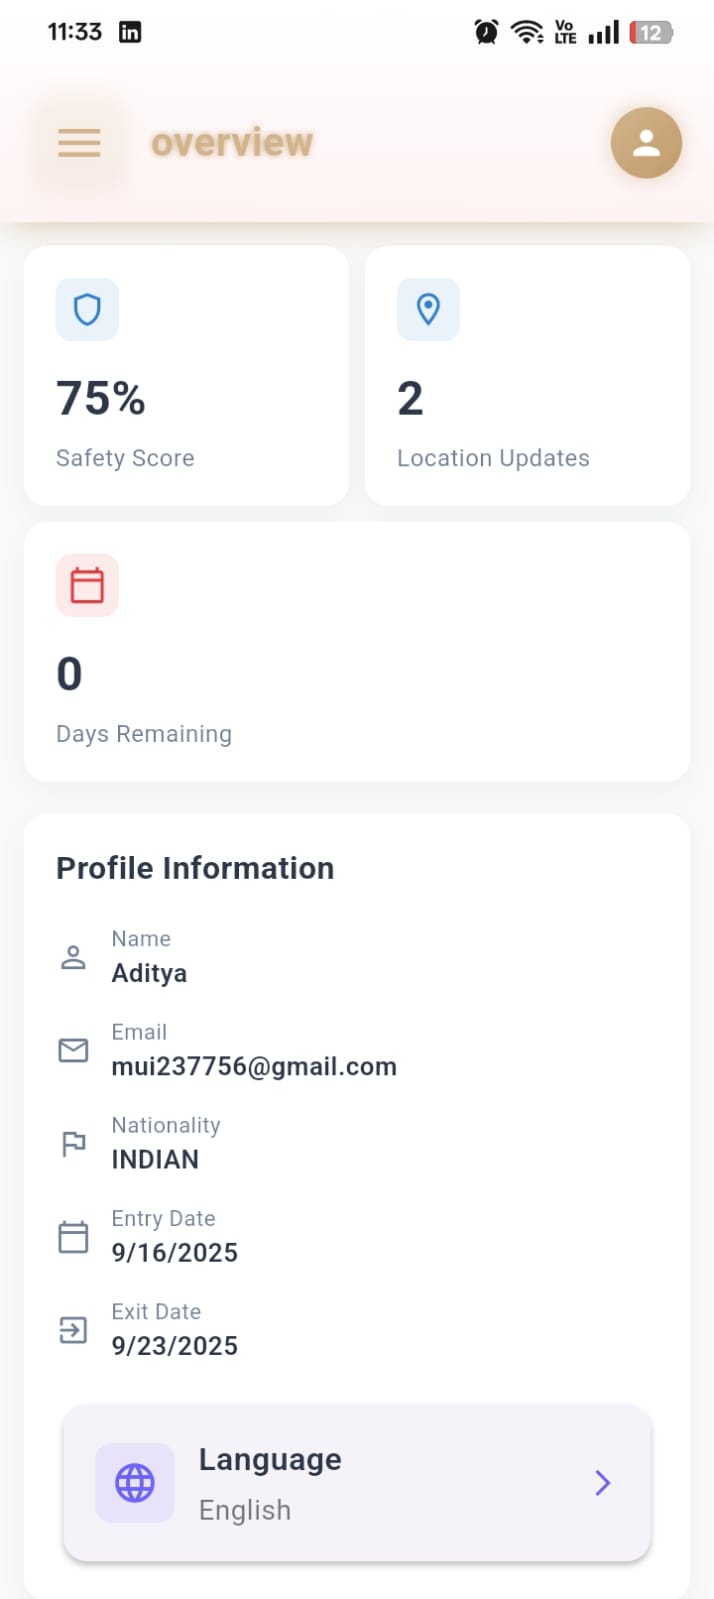 11:33 in Vo LTE 12
overview
75%
Safety Score
2
Location Updates
0
Days Remaining
Profile Information
Name
Aditya
Email
mui237756@gmail.com
Nationality
INDIAN
Entry Date
9/16/2025
Exit Date
9/23/2025
Language
English